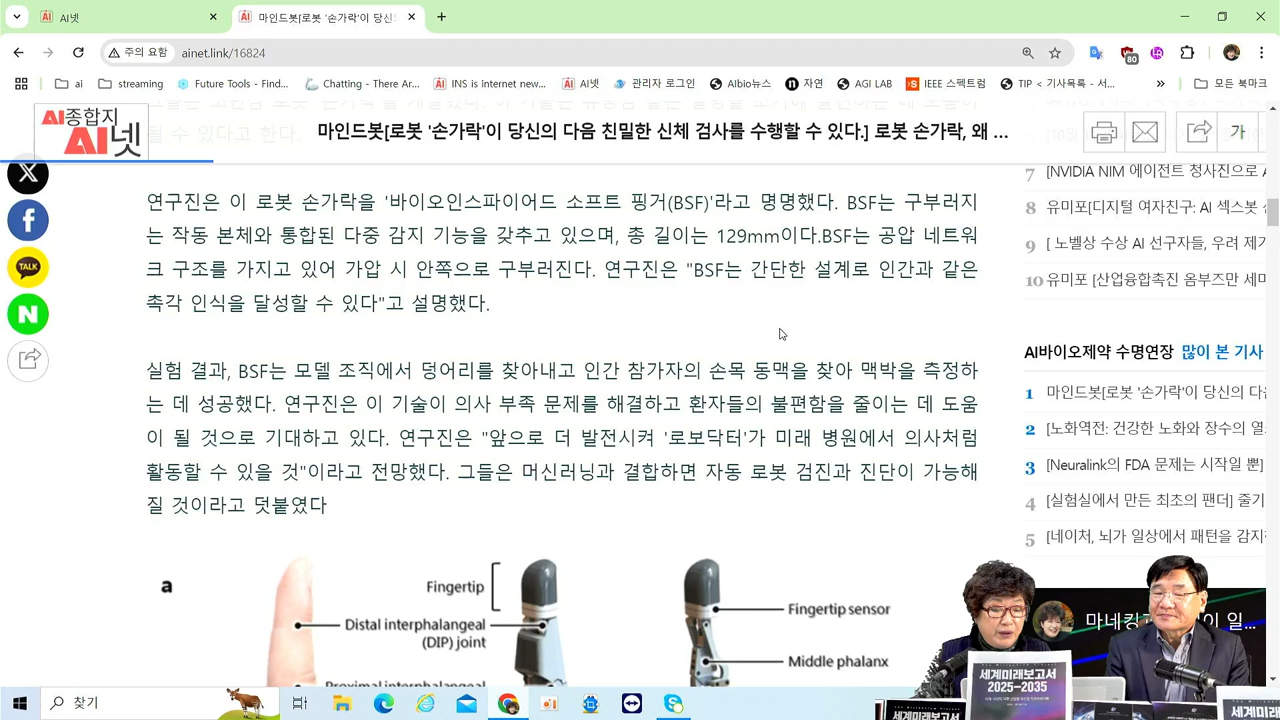 AI넷
마인드봇[로봇 '손가락'이 당신의
주의 요함
ainet.link/16824
80
ai
streaming
Future Tools - Find...
Chatting - There Ar...
INS is internet new...
AI넷
관리자 로그인
AIbio뉴스
자연
AGI LAB
IEEE 스펙트럼
TIP < 기사목록 - 서...
»
모든 북마크
될 수 있다고 한다.
AI종합지
AI넷
마인드봇[로봇 '손가락'이 당신의 다음 친밀한 신체 검사를 수행할 수 있다.] 로봇 손가락, 왜 ...
가
연구진은 이 로봇 손가락을 '바이오인스파이어드 소프트 핑거(BSF)'라고 명명했다. BSF는 구부러지
는 작동 본체와 통합된 다중 감지 기능을 갖추고 있으며, 총 길이는 129mm이다.BSF는 공압 네트워
크 구조를 가지고 있어 가압 시 안쪽으로 구부러진다. 연구진은 "BSF는 간단한 설계로 인간과 같은
촉각 인식을 달성할 수 있다"고 설명했다.
실험 결과, BSF는 모델 조직에서 덩어리를 찾아내고 인간 참가자의 손목 동맥을 찾아 맥박을 측정하
는 데 성공했다. 연구진은 이 기술이 의사 부족 문제를 해결하고 환자들의 불편함을 줄이는 데 도움
이 될 것으로 기대하고 있다. 연구진은 "앞으로 더 발전시켜 '로보닥터'가 미래 병원에서 의사처럼
활동할 수 있을 것"이라고 전망했다. 그들은 머신러닝과 결합하면 자동 로봇 검진과 진단이 가능해
질 것이라고 덧붙였다
a
Fingertip
Distal interphalangeal
(DIP) joint
Fingertip sensor
Middle phalanx
7 [NVIDIA NIM 에이전트 청사진으로
8 유미포[디지털 여자친구: AI 섹스봇
9 [ 노벨상 수상 AI 선구자들, 우려 제기
10 유미포 [산업융합촉진 옴부즈만 세미
AI바이오제약 수명연장 많이 본 기사
1 마인드봇[로봇 '손가락'이 당신의 다음
2 [노화역전: 건강한 노화와 장수의 열
3 [Neuralink의 FDA 문제는 시작일 뿐]
4 [실험실에서 만든 최초의 팬더] 줄기
5 [네이처, 뇌가 일상에서 패턴을 감지
TALK
N
마네킹
이 일...
세계미래보고서
2025-2035
세계미래보고서
찾기